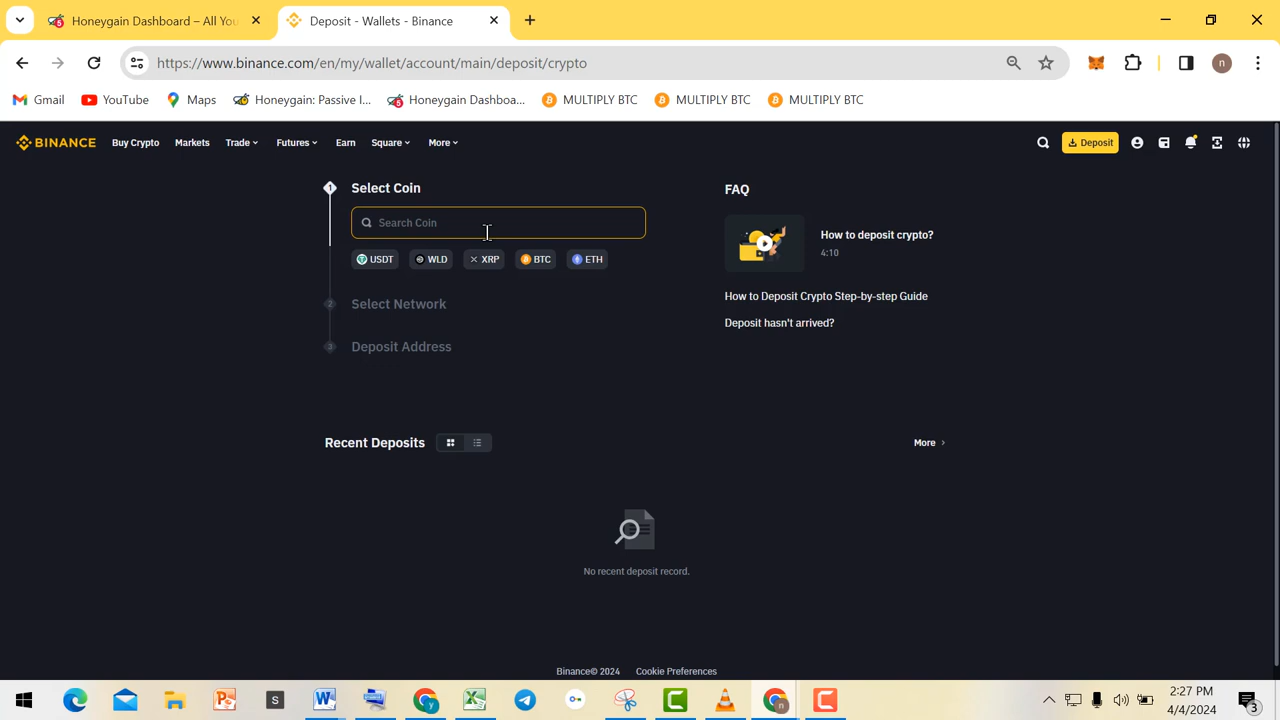 Honeygain Dashboard – All You
Deposit - Wallets - Binance
https://www.binance.com/en/my/wallet/account/main/deposit/crypto
n
Gmail
YouTube
Maps
Honeygain: Passive I...
Honeygain Dashboa...
MULTIPLY BTC
MULTIPLY BTC
MULTIPLY BTC
BINANCE
Buy Crypto
Markets
Trade
Futures
Earn
Square
More
Deposit
1
Select Coin
Search Coin
USDT
WLD
XRP
BTC
ETH
2
Select Network
3
Deposit Address
FAQ
How to deposit crypto?
4:10
How to Deposit Crypto Step-by-step Guide
Deposit hasn't arrived?
Recent Deposits
More
No recent deposit record.
Binance© 2024
Cookie Preferences
2:27 PM
4/4/2024
3